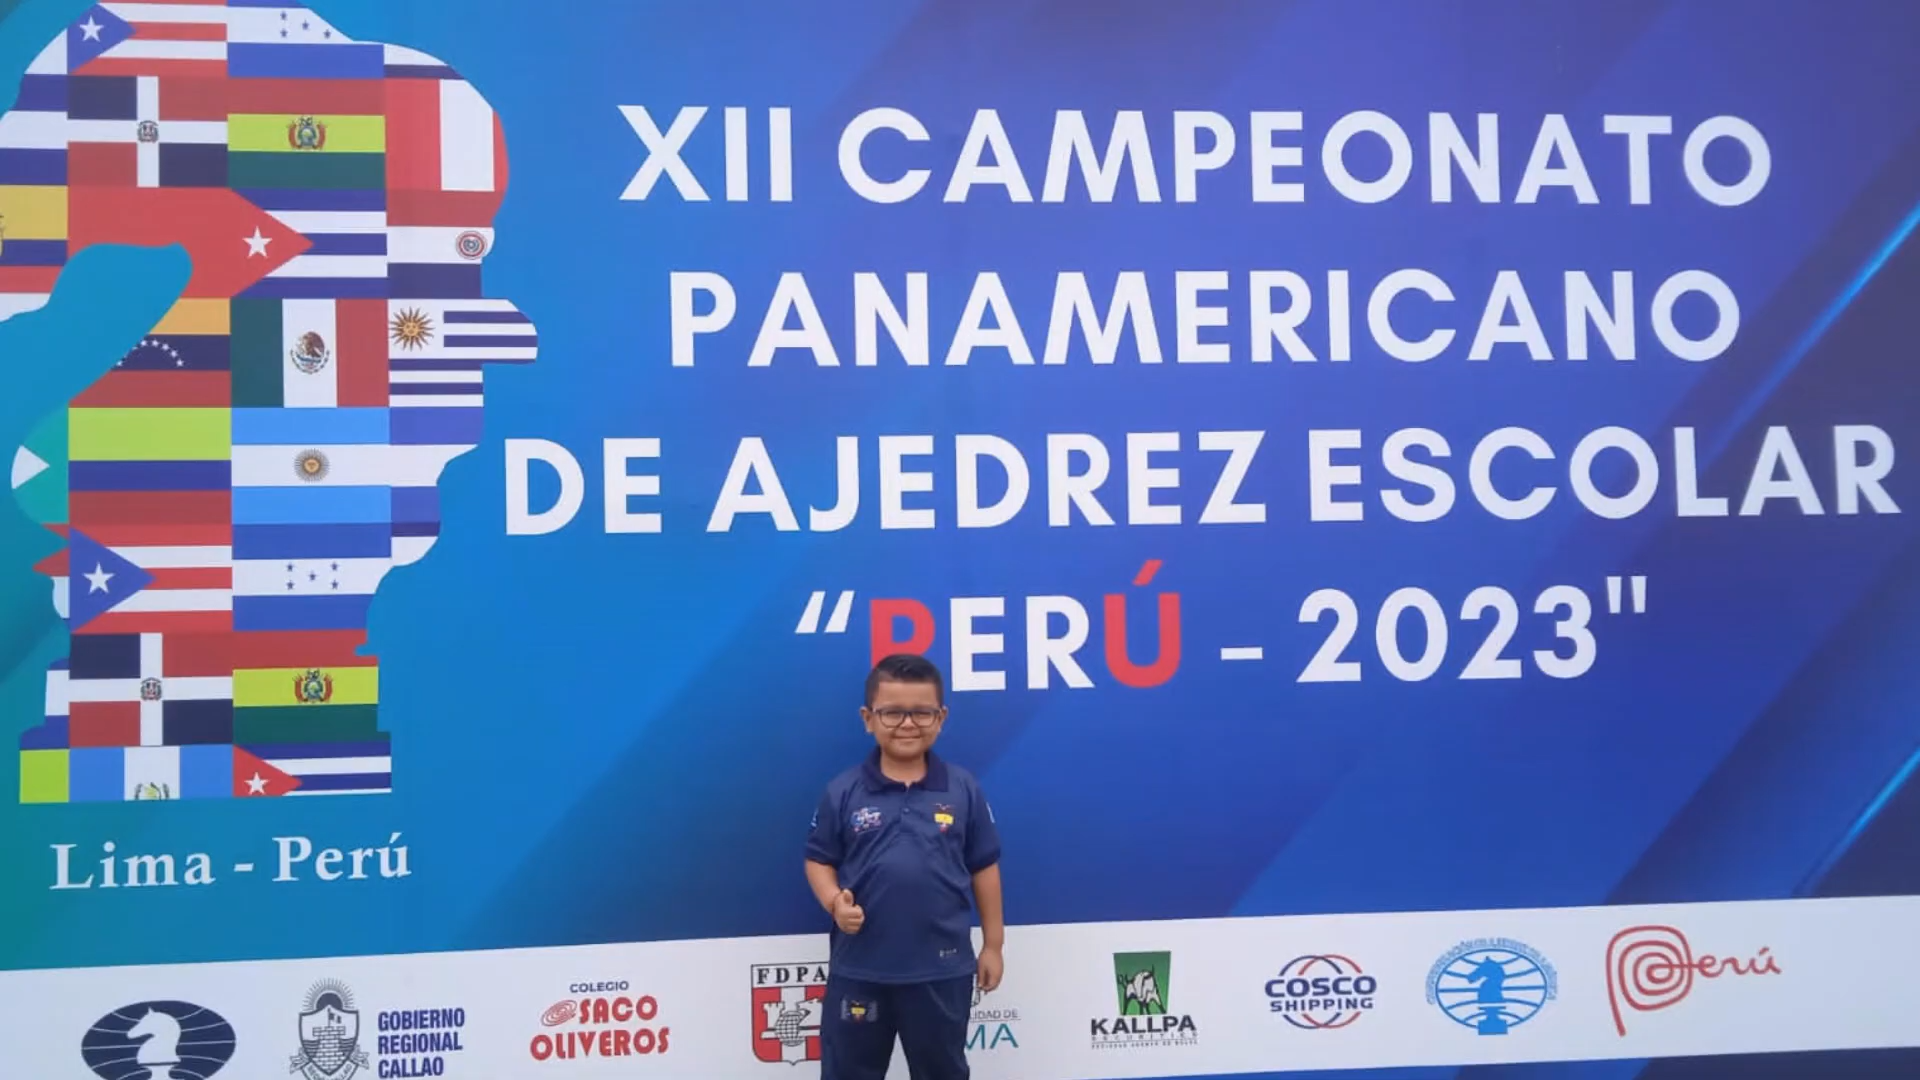 XII CAMPEONATO
PANAMERICANO
DE AJEDREZ ESCOLAR
“PERÚ - 2023"
Lima - Perú
GOBIERNO
REGIONAL
CALLAO
COLEGIO
SACO
OLIVEROS
FDPA
KALLPA
COSCO
SHIPPING
Perú